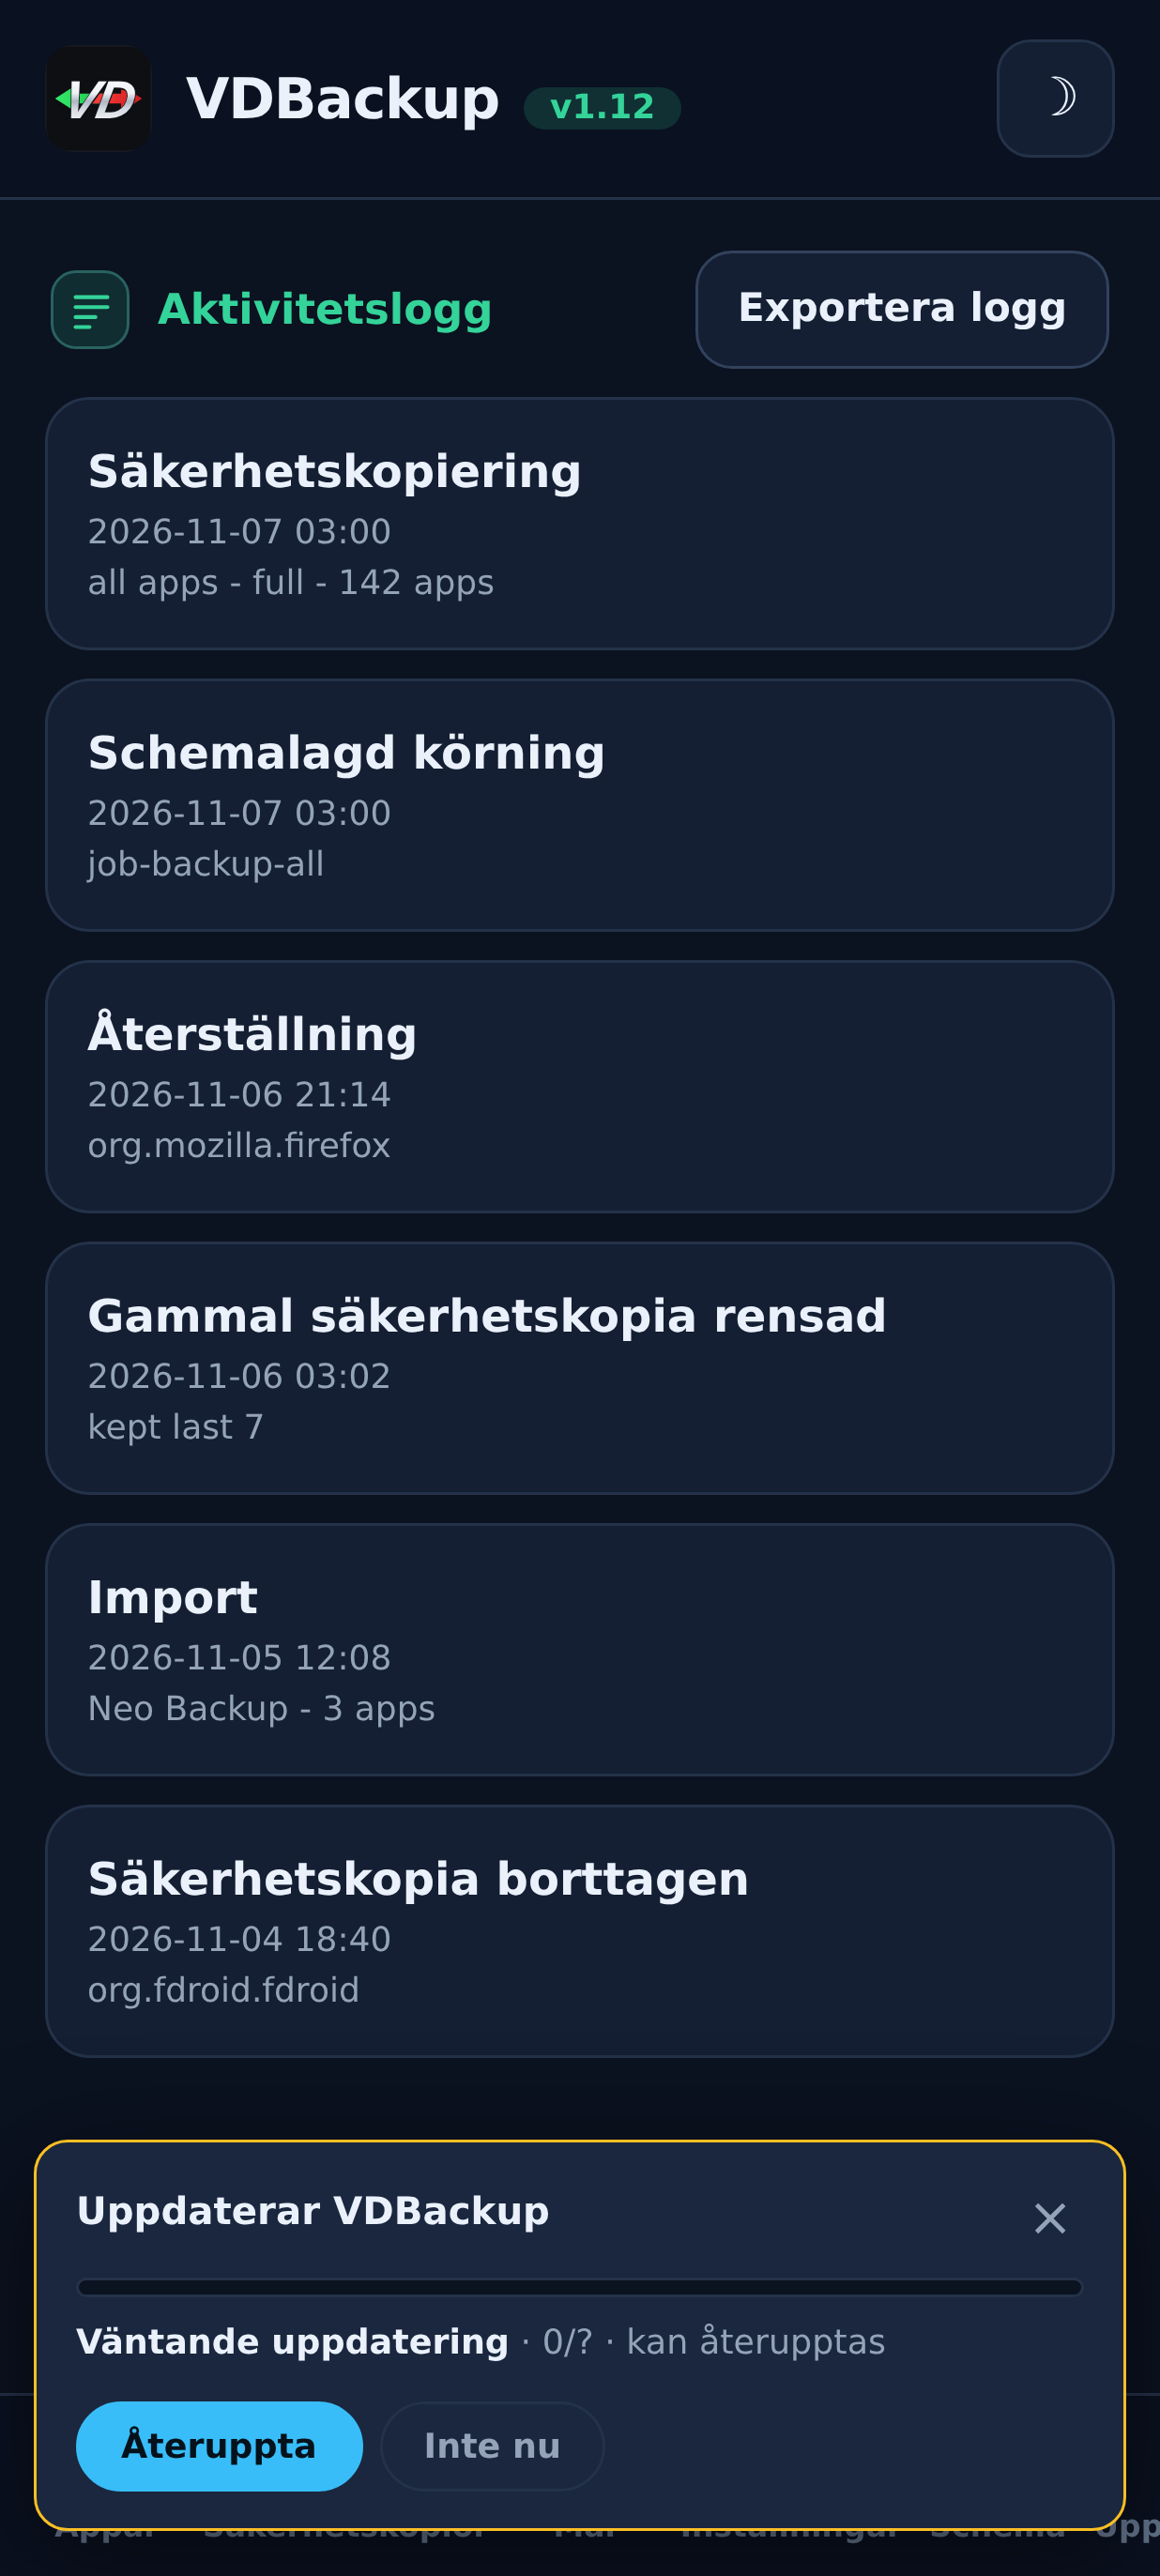 VD
VDBackup v1.12
Aktivitetslogg
Exportera logg
Säkerhetskopiering
2026-11-07 03:00
all apps - full - 142 apps
Schemalagd körning
2026-11-07 03:00
job-backup-all
Återställning
2026-11-06 21:14
org.mozilla.firefox
Gammal säkerhetskopia rensad
2026-11-06 03:02
kept last 7
Import
2026-11-05 12:08
Neo Backup - 3 apps
Säkerhetskopia borttagen
2026-11-04 18:40
org.fdroid.fdroid
Uppdaterar VDBackup
Väntande uppdatering · 0/? · kan återupptas
Återuppta
Inte nu